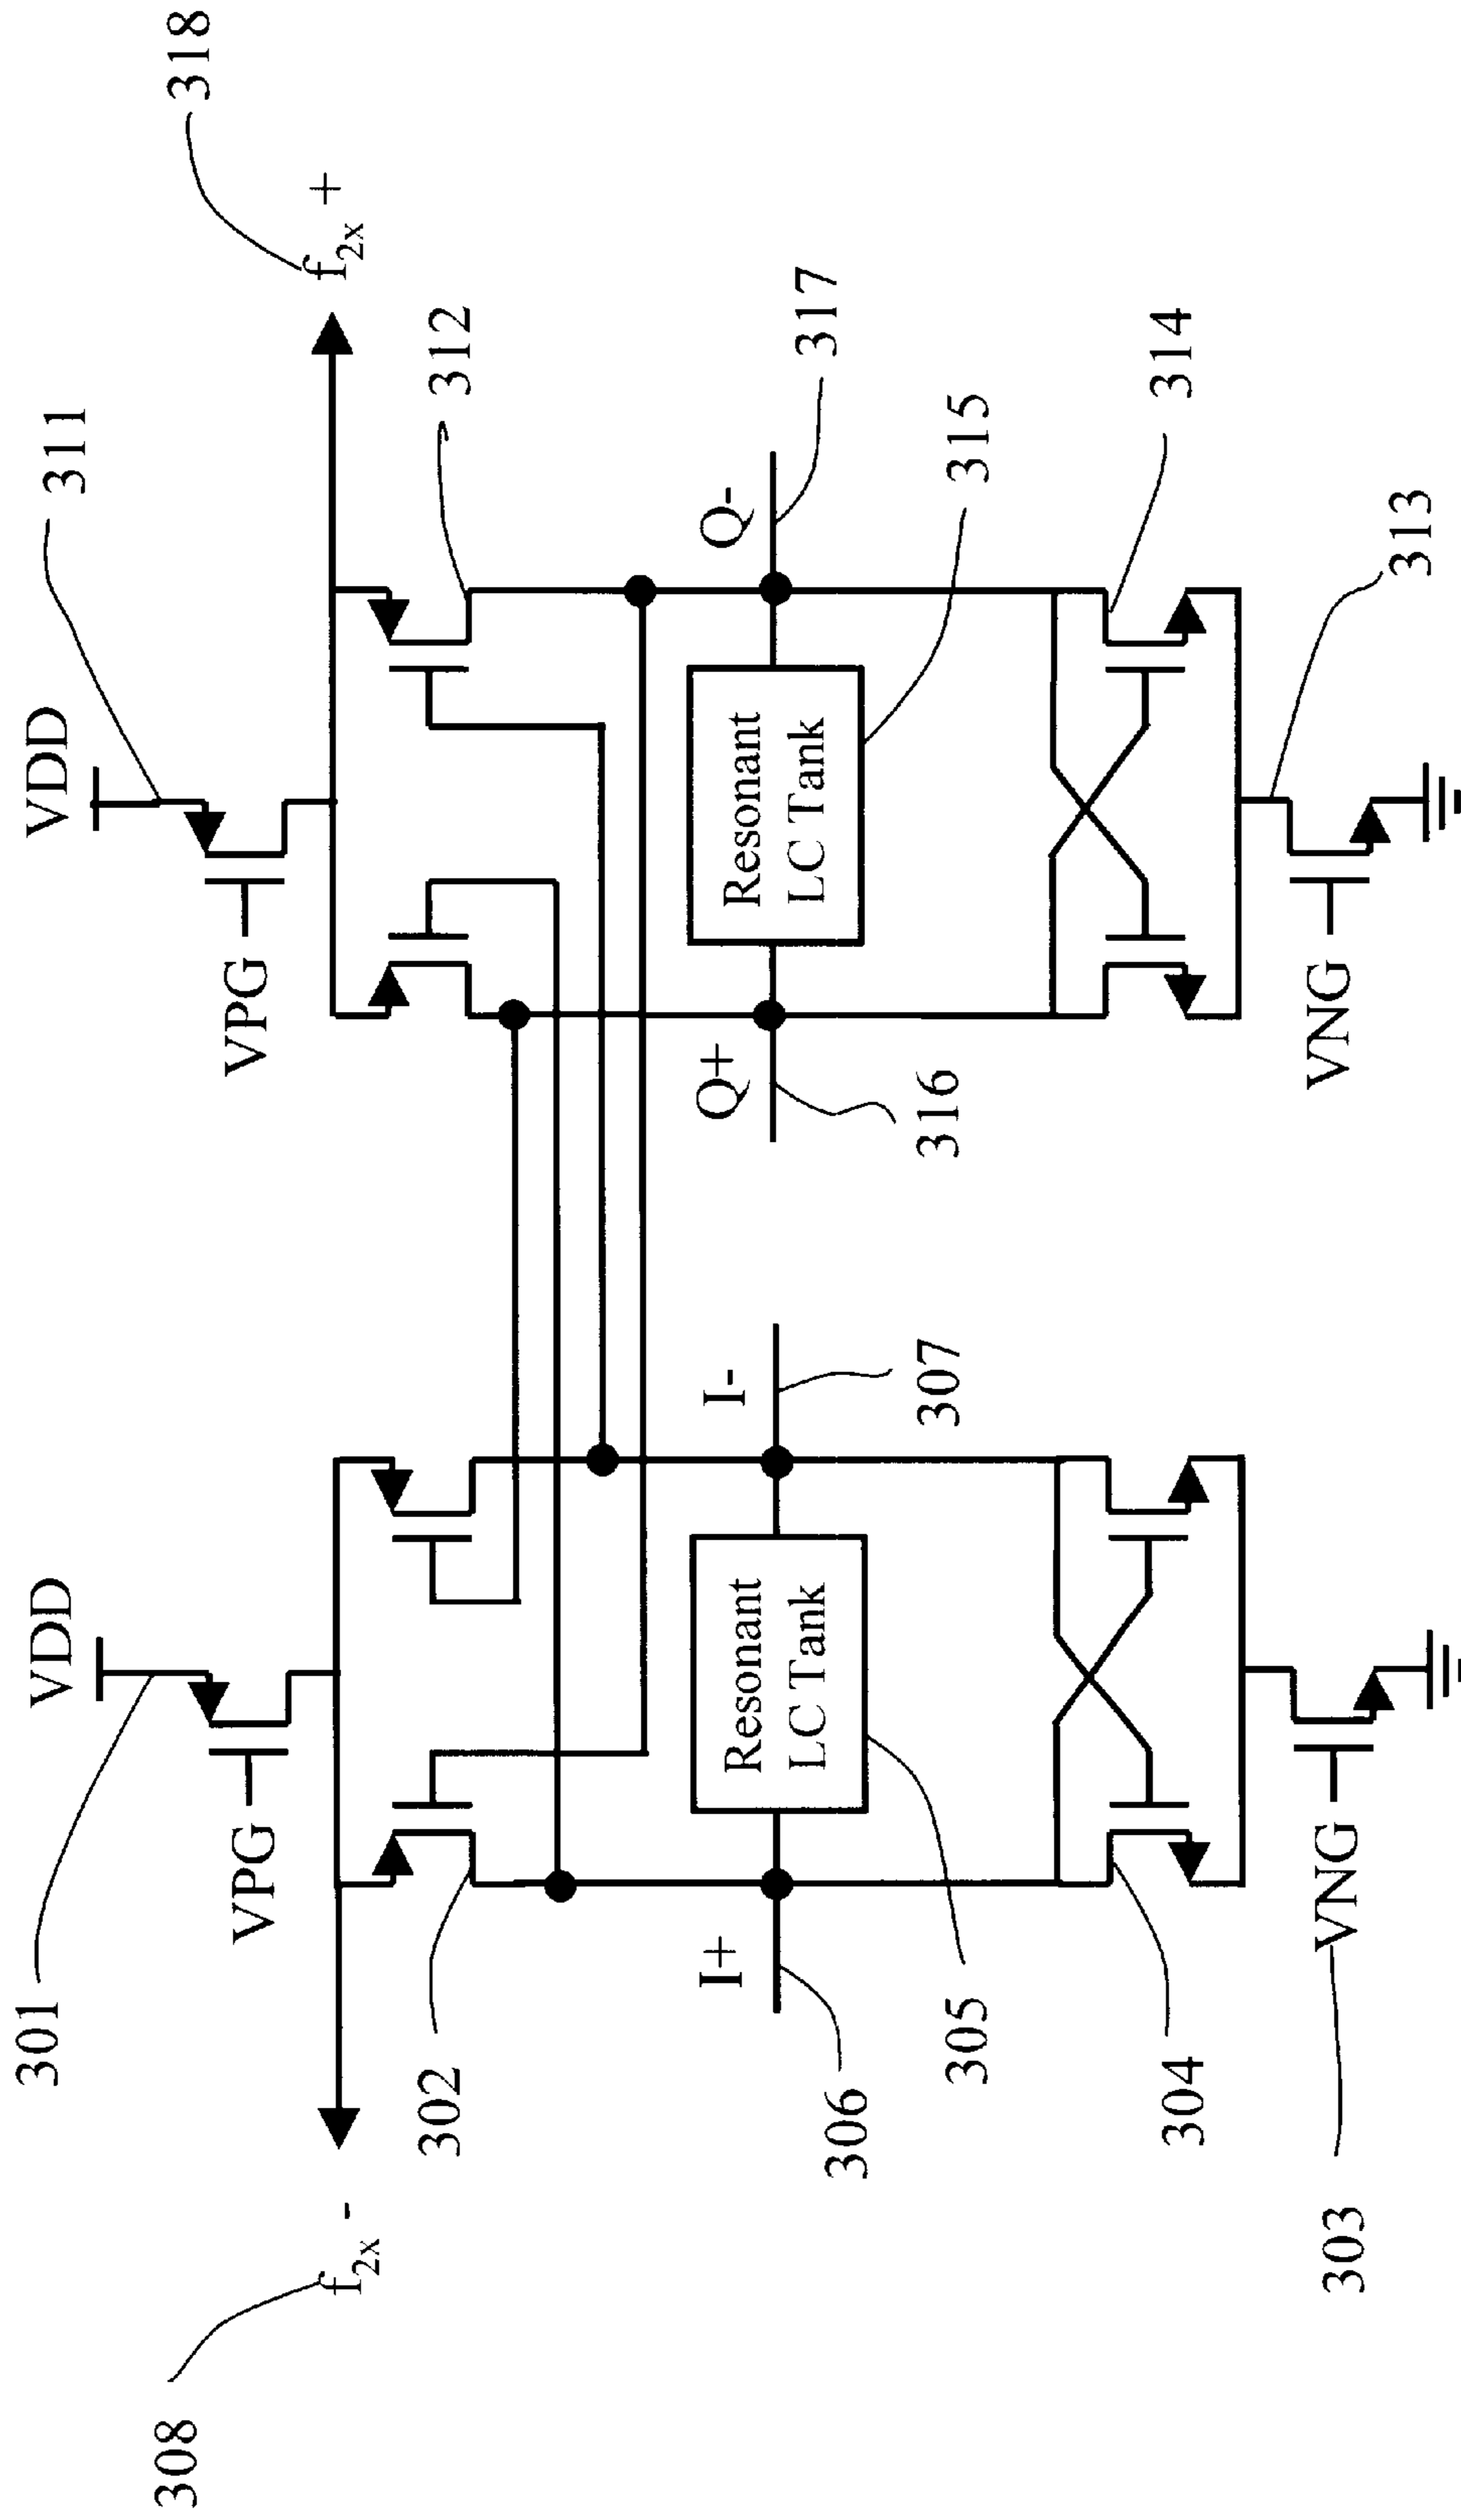 301
VDD
311
VDD
308
f2x -
VPG
VPG
f2x +
318
302
312
I+
I-
Q+
Q-
317
Resonant
LC Tank
Resonant
LC Tank
306
305
307
316
315
304
314
303
VNG
VNG
313